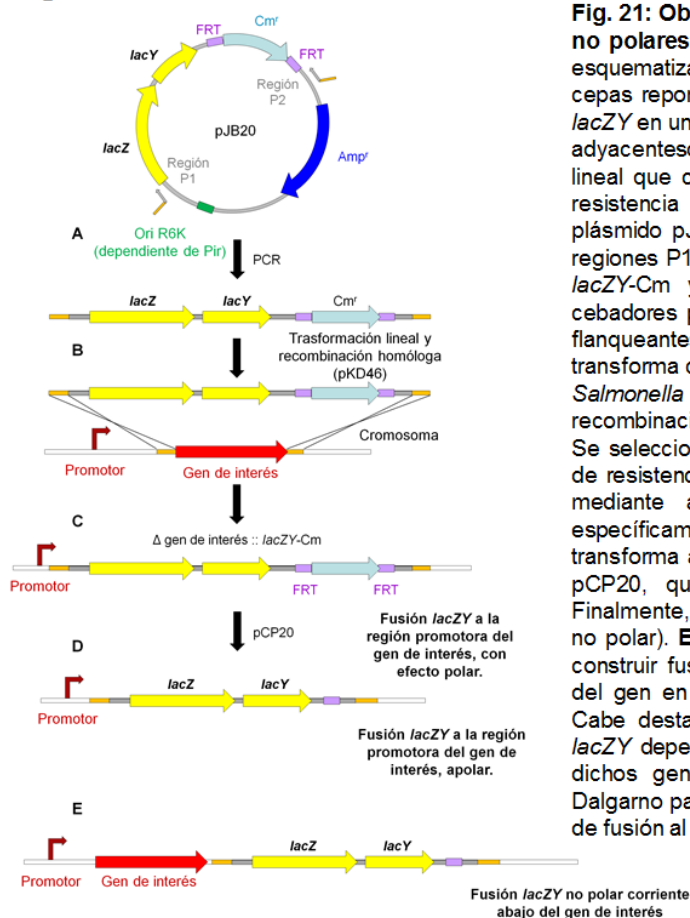 FRT
Cmʳ
FRT
lacY
Región
P2
pJB20
lacZ
Región
P1
Ampʳ
Ori R6K
(dependiente de Pir)
A
PCR
lacZ
lacY
Cmʳ
B
Trasformación lineal y
recombinación homóloga
(pKD46)
Cromosoma
Promotor
Gen de interés
C
Δ gen de interés :: lacZY-Cm
Promotor
FRT
FRT
pCP20
Fusión lacZY a la
región promotora del
gen de interés, con
efecto polar.
D
lacZ
lacY
Promotor
Fusión lacZY a la región
promotora del gen de
interés, apolar.
E
lacZ
lacY
Promotor
Gen de interés
Fusión lacZY no polar corriente
abajo del gen de interés
Fig. 21: Ob
no polares
esquematiza
cepas repor
lacZY en un
adyacentes
lineal que c
resistencia
plásmido pJ
regiones P1
lacZY-Cm y
cebadores p
flanqueante
transforma c
Salmonella
recombinaci
Se seleccio
de resistenc
mediante a
específicam
transforma a
pCP20, qu
Finalmente,
no polar). E
construir fus
del gen en
Cabe desta
lacZY depe
dichos gen
Dalgarno pa
de fusión al